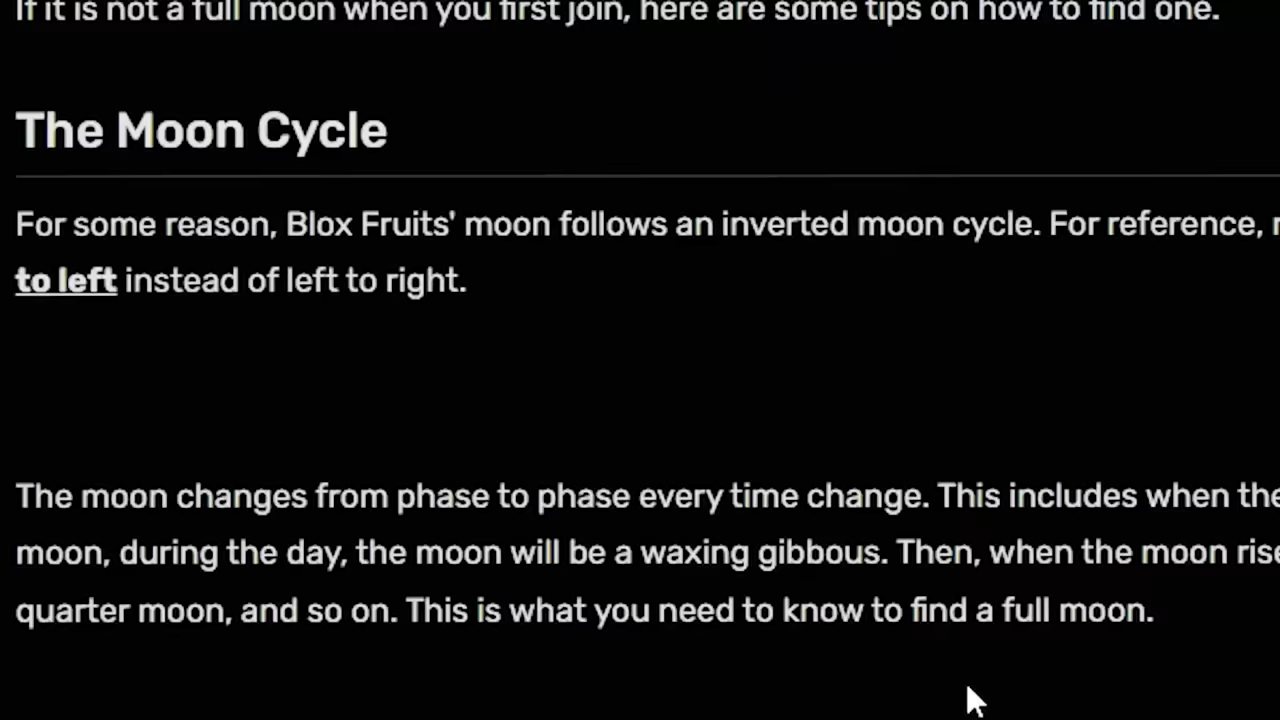 If it is not a full moon when you first join, here are some tips on how to find one.
The Moon Cycle
For some reason, Blox Fruits' moon follows an inverted moon cycle. For reference,
to left instead of left to right.
The moon changes from phase to phase every time change. This includes when the
moon, during the day, the moon will be a waxing gibbous. Then, when the moon
quarter moon, and so on. This is what you need to know to find a full moon.